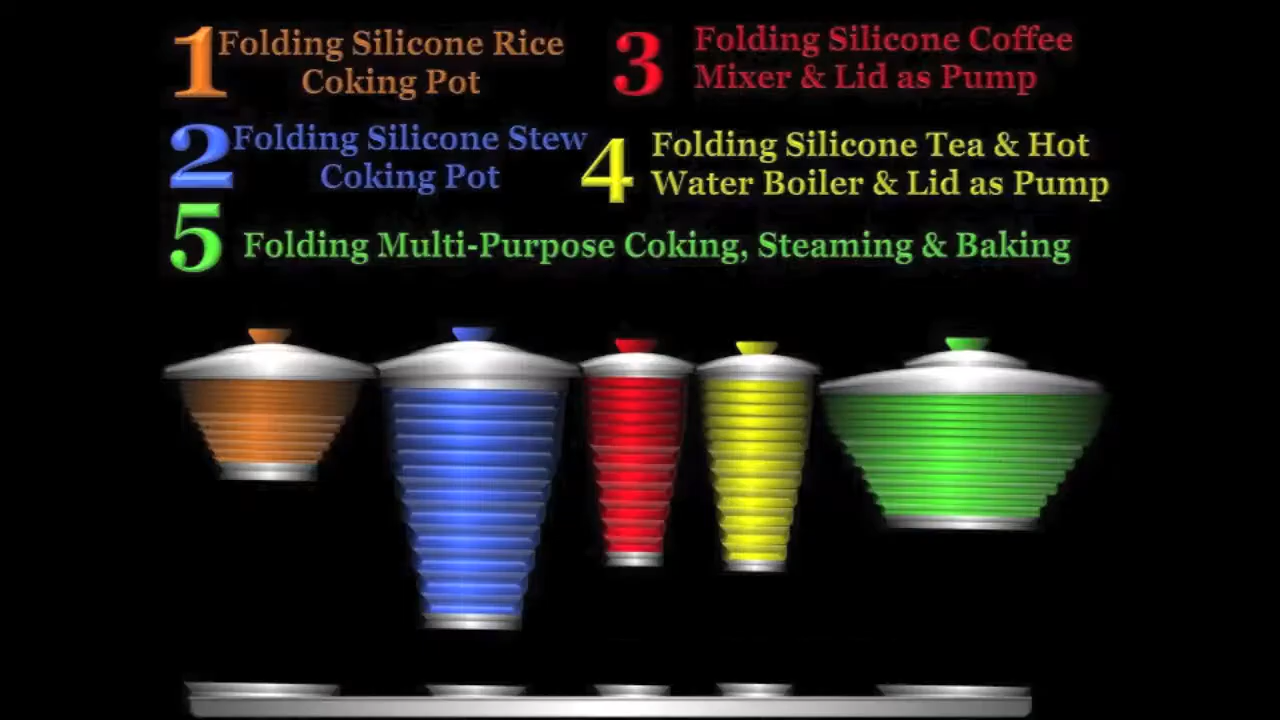 1 Folding Silicone Rice
Coking Pot
2 Folding Silicone Stew
Coking Pot
3 Folding Silicone Coffee
Mixer & Lid as Pump
4 Folding Silicone Tea & Hot
Water Boiler & Lid as Pump
5 Folding Multi-Purpose Coking, Steaming & Baking